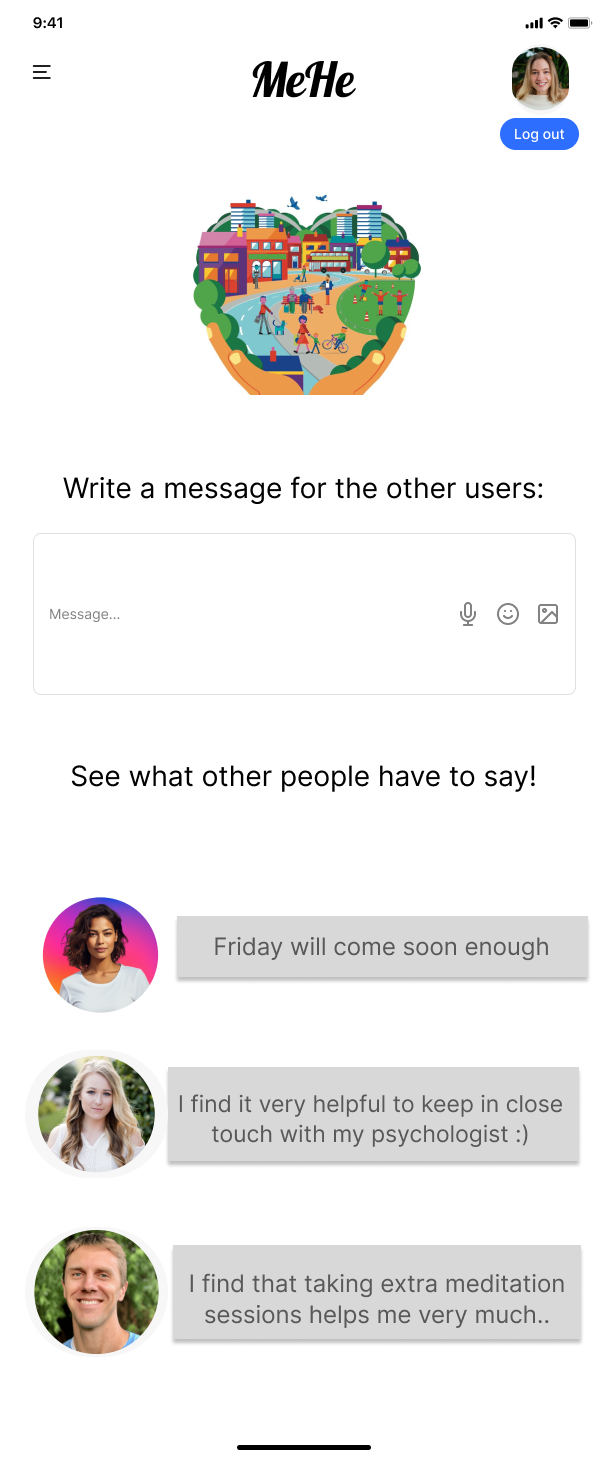 9:41
MeHe
Log out
Write a message for the other users:
Message...
See what other people have to say!
Friday will come soon enough
I find it very helpful to keep in close
touch with my psychologist :)
I find that taking extra meditation
sessions helps me very much..